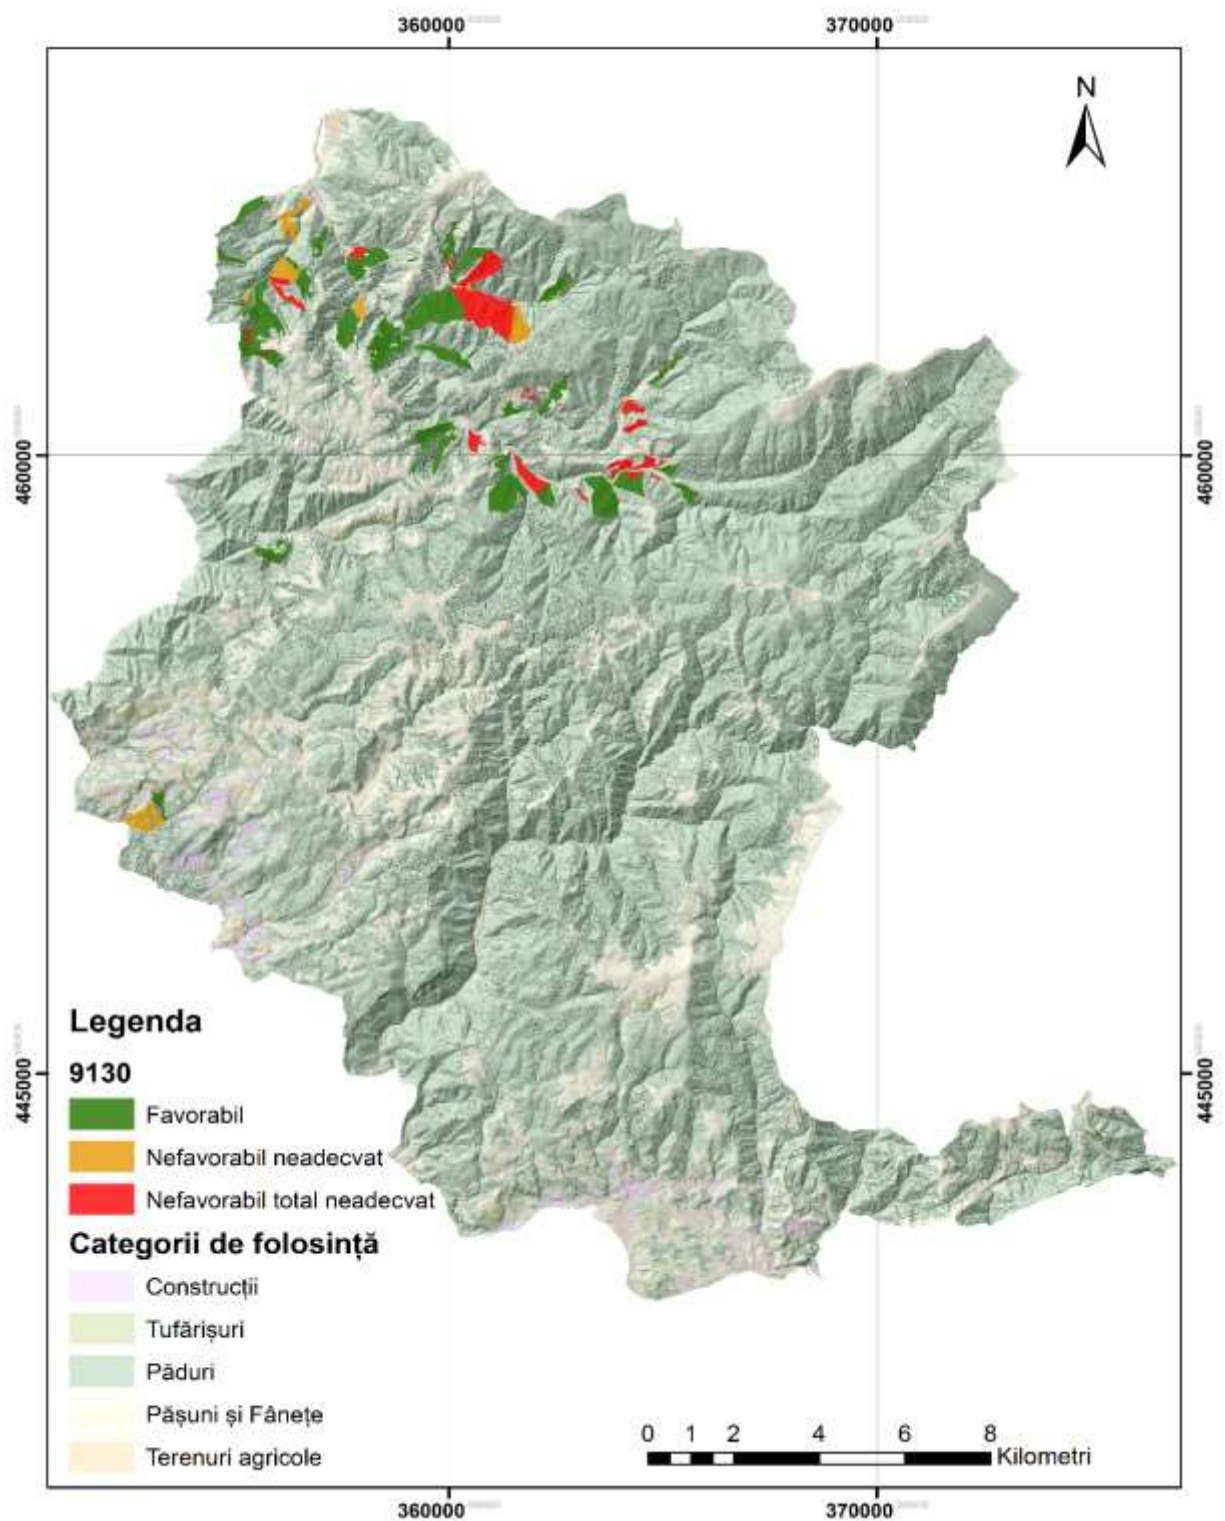 360000 370000
N
460000 460000
445000 445000
Legenda
9130
Favorabil
Nefavorabil neadecvat
Nefavorabil total neadecvat
Categorii de folosință
Construcții
Tufărișuri
Păduri
Pășuni și Fânețe
Terenuri agricole
0 1 2 4 6 8
Kilometri
360000 370000